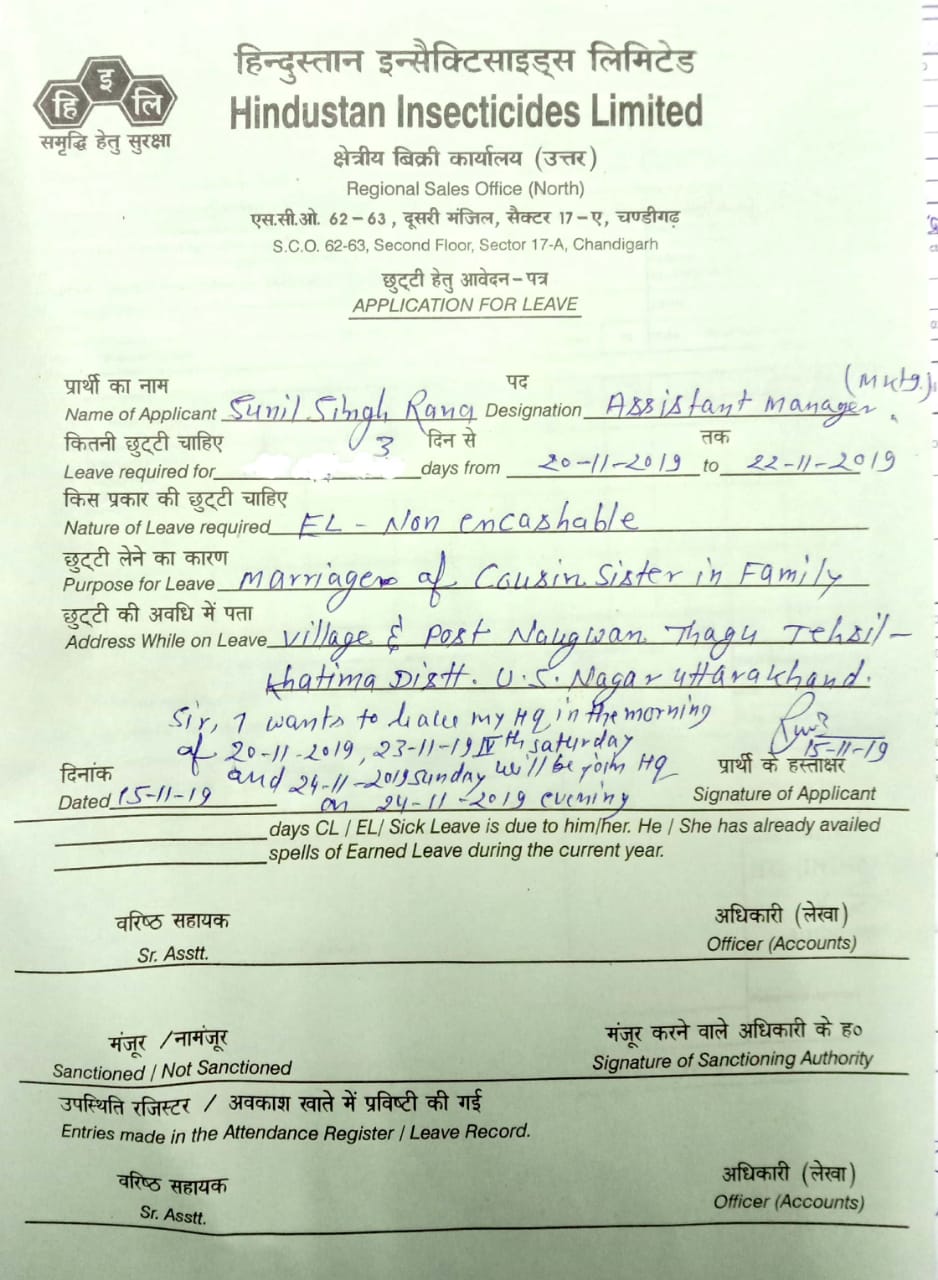 हि इ लि
समृद्धि हेतु सुरक्षा
हिन्दुस्तान इन्सैक्टिसाइड्स लिमिटेड
Hindustan Insecticides Limited
क्षेत्रीय बिक्री कार्यालय (उत्तर)
Regional Sales Office (North)
एस.सी.ओ. 62-63, दूसरी मंजिल, सैक्टर 17-ए, चण्डीगढ़
S.C.O. 62-63, Second Floor, Sector 17-A, Chandigarh
छुट्टी हेतु आवेदन-पत्र
APPLICATION FOR LEAVE
प्रार्थी का नाम पद (Mktg.)
Name of Applicant Sunil Singh Rana Designation Assistant Manager
कितनी छुट्टी चाहिए 3 दिन से तक
Leave required for days from 20-11-2019 to 22-11-2019
किस प्रकार की छुट्टी चाहिए
Nature of Leave required EL - Non encashable
छुट्टी लेने का कारण
Purpose for Leave marriage of Cousin Sister in Family
छुट्टी की अवधि में पता
Address While on Leave Village & Post Naugwan Thagu Tehsil-
Khatima Distt. U.S. Nagar Uttarakhand.
Sir, I wants to leave my HQ in the morning
of 20-11-2019, 23-11-19 IVth saturday 15-11-19
दिनांक and 24-11-2019 sunday will be join HQ प्रार्थी के हस्ताक्षर
Dated 15-11-19 on 24-11-2019 evening Signature of Applicant
days CL / EL/ Sick Leave is due to him/her. He / She has already availed
spells of Earned Leave during the current year.
वरिष्ठ सहायक अधिकारी (लेखा)
Sr. Asstt. Officer (Accounts)
मंजूर /नामंजूर मंजूर करने वाले अधिकारी के ह०
Sanctioned / Not Sanctioned Signature of Sanctioning Authority
उपस्थिति रजिस्टर / अवकाश खाते में प्रविष्टी की गई
Entries made in the Attendance Register / Leave Record.
वरिष्ठ सहायक अधिकारी (लेखा)
Sr. Asstt. Officer (Accounts)